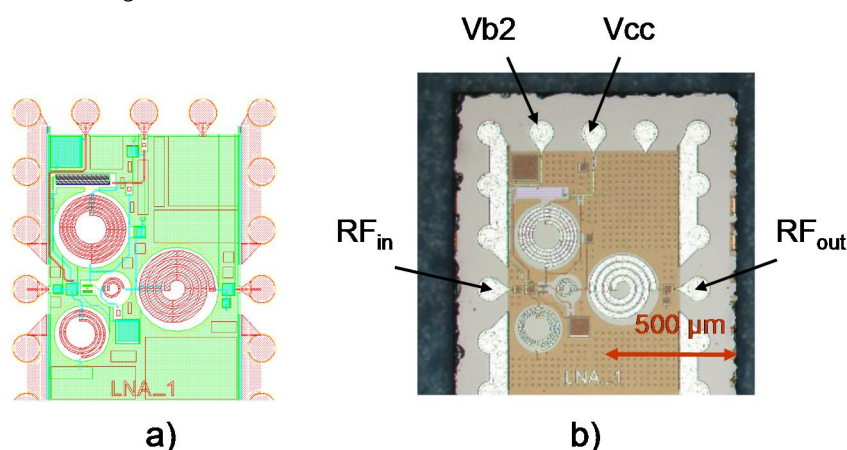 Vb2
Vcc
RFin
RFout
500 μm
LNA_1
LNA_1
a)
b)